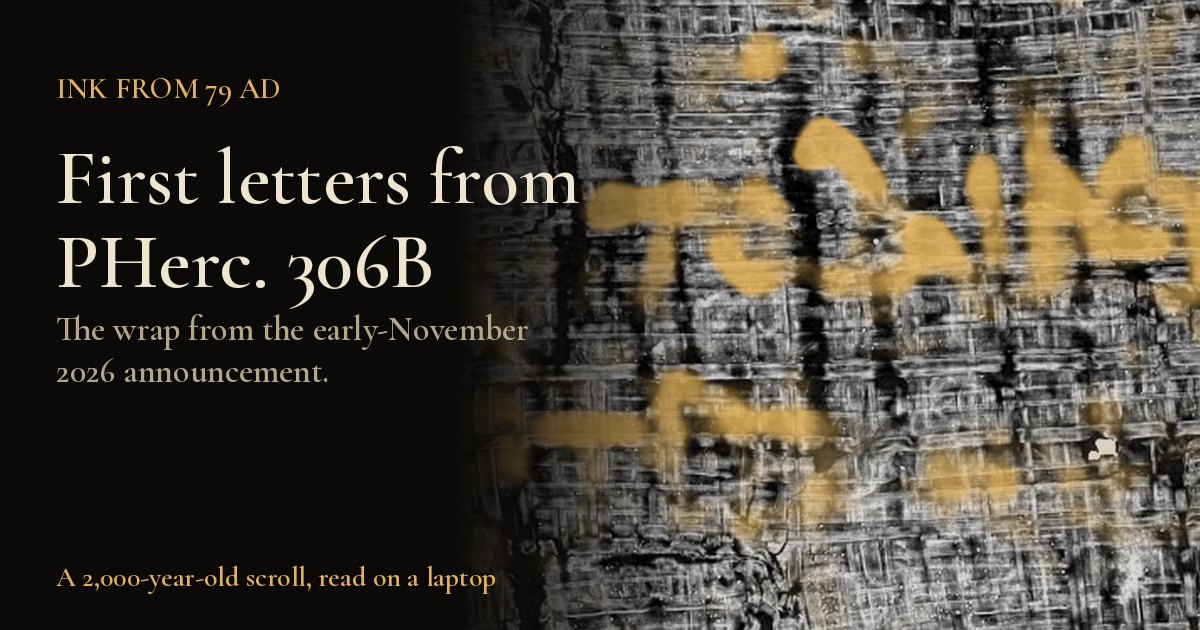 INK FROM 79 AD
First letters from
PHerc. 306B
The wrap from the early-November
2026 announcement.
A 2,000-year-old scroll, read on a laptop